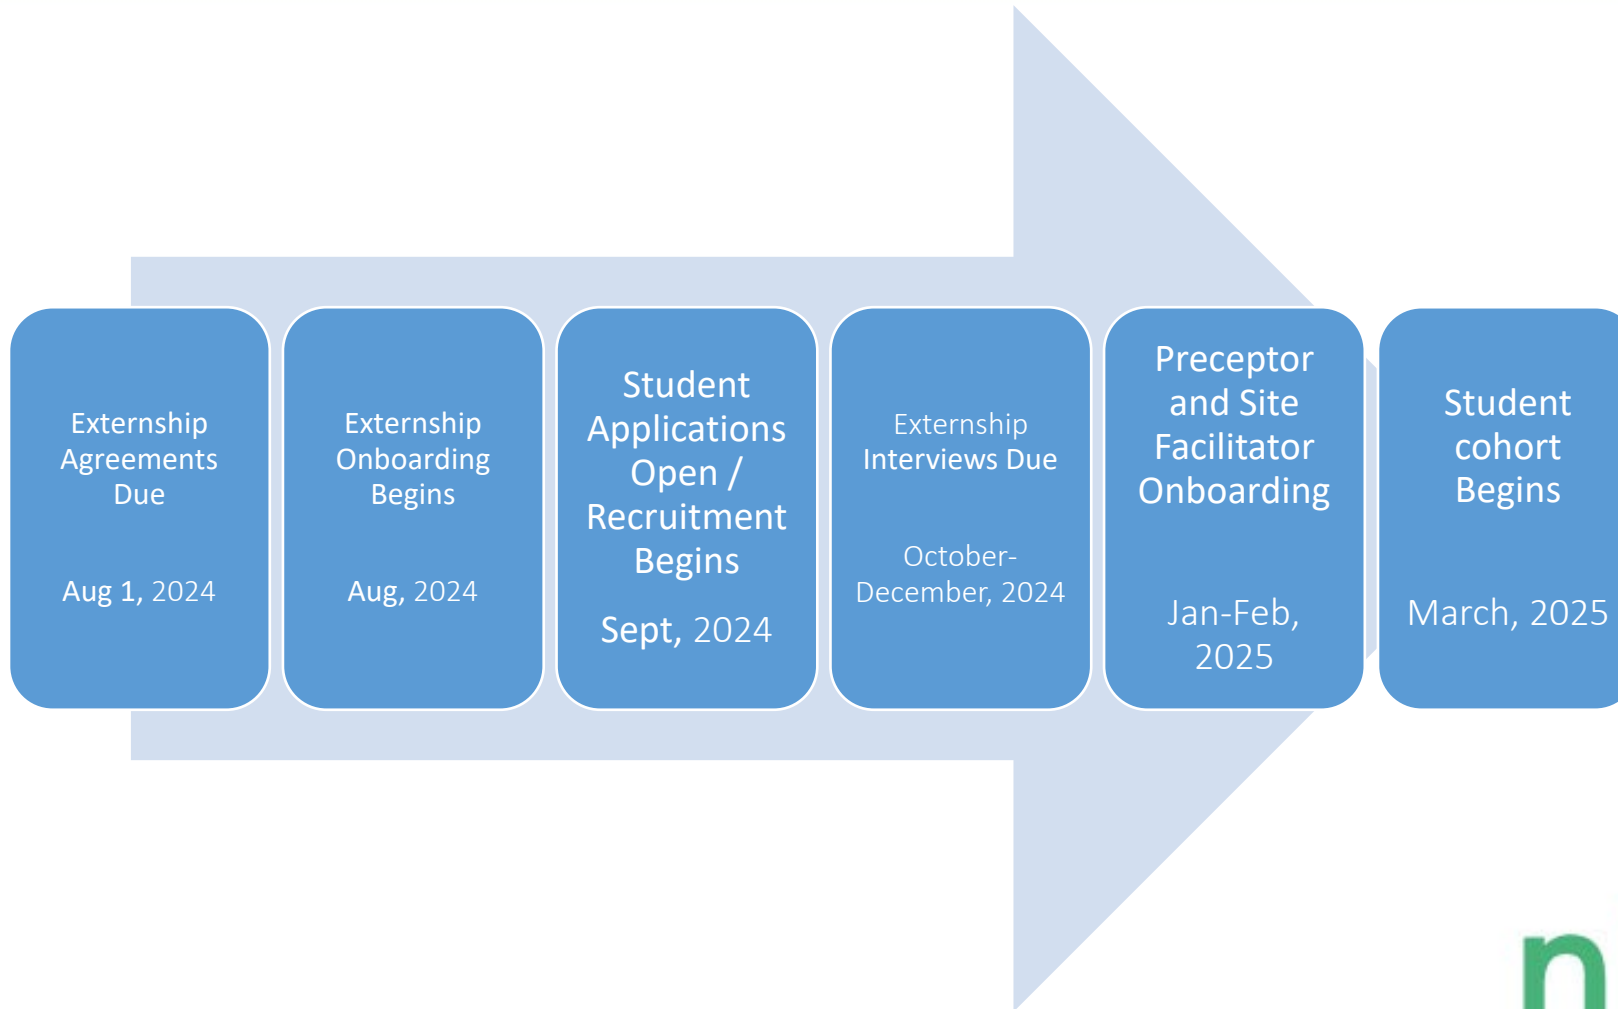 Externship
Agreements
Due
Aug 1, 2024
Externship
Onboarding
Begins
Aug, 2024
Student
Applications
Open /
Recruitment
Begins
Sept, 2024
Externship
Interviews Due
October-
December, 2024
Preceptor
and Site
Facilitator
Onboarding
Jan-Feb,
2025
Student
cohort
Begins
March, 2025
n